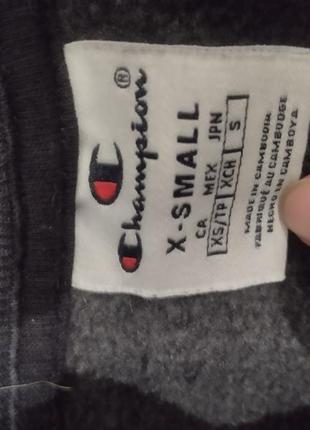 Champion®
X-SMALL
CA MEX JPN
XS/TP XCH S
MADE IN CAMBODIA
FABRIQUÉ AU CAMBODGE
HECHO EN CAMBOYA